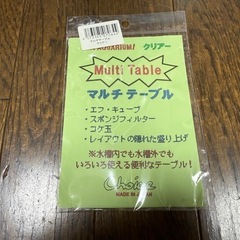 AQUARIUM! クリアー
Multi Table
マルチ テーブル
・エフ・キューブ
・スポンジフィルター
・コケ玉
・レイアウトの隠れた盛り上げ
※水槽内でも水槽外でも
いろいろ使える便利なテーブル!
Choice
MADE IN JAPAN